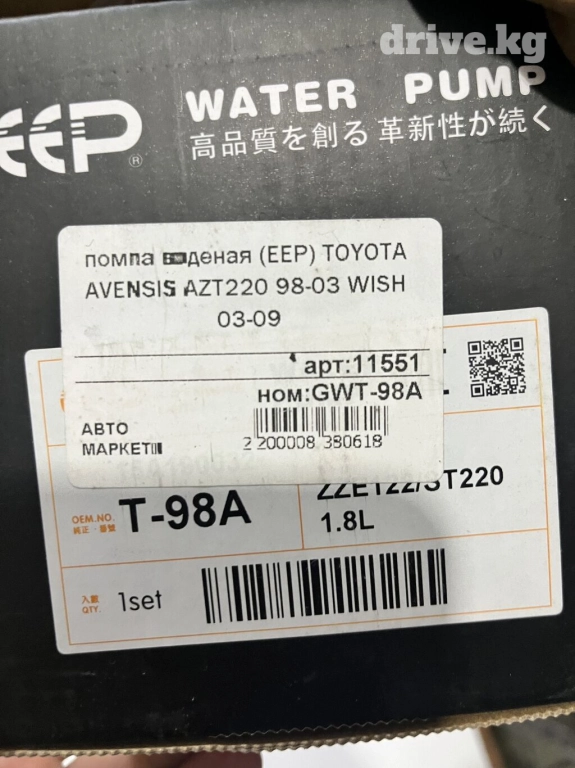 drive.kg
EEP®
WATER PUMP
高品質を創る 革新性が続く
помпа деная (EEP) TOYOTA
AVENSIS AZT220 98-03 WISH
03-09
арт:11551
ном:GWT-98A
АВТО
МАРКЕТ
2 200008 380618
OEM.NO.
T-98A
ZZE122/ST220
1.8L
QTY.
1set